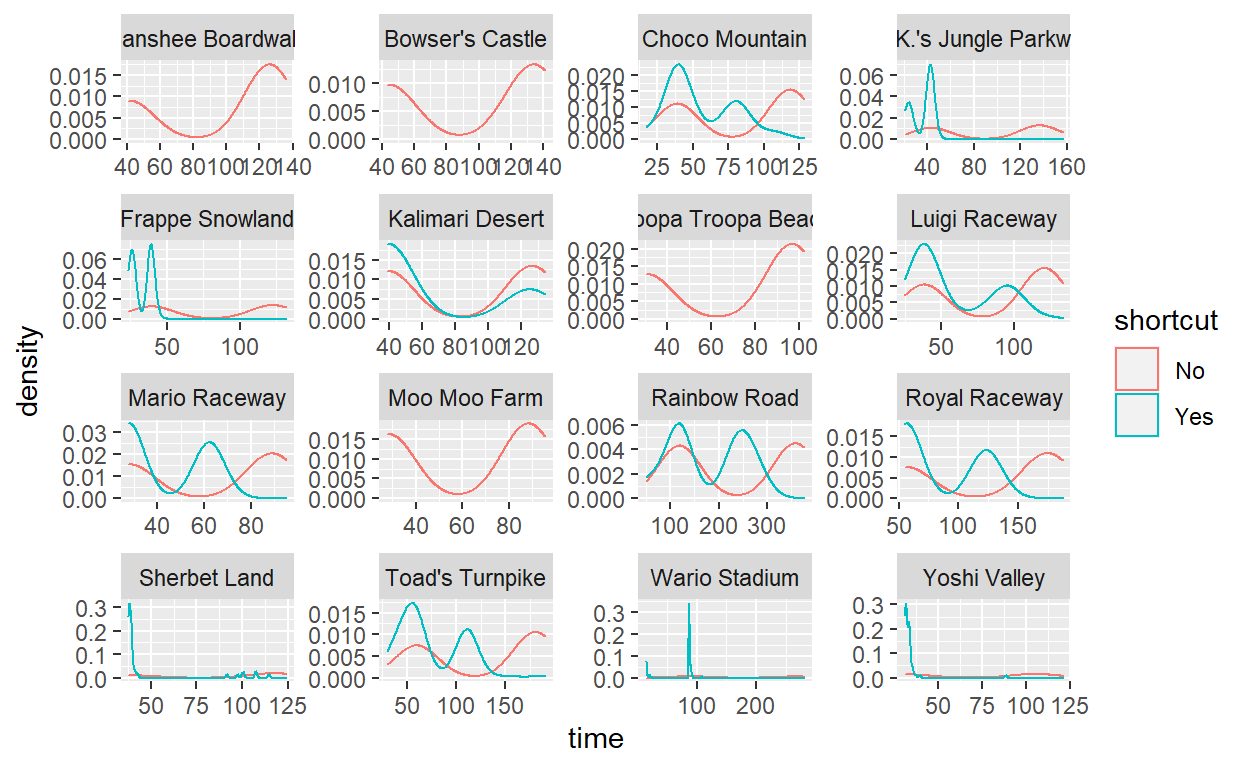 anshee Boardwal Bowser's Castle Choco Mountain K.'s Jungle Parkw
0.015 0.010 0.005 0.000
0.010 0.005 0.000
0.020 0.015 0.010 0.005 0.000
0.06 0.04 0.02 0.00
40 60 80 100 120 140
40 60 80 100 120 140
25 50 75 100 125
40 80 120 160
Frappe Snowland Kalimari Desert oopa Troopa Beac Luigi Raceway
0.06 0.04 0.02 0.00
0.015 0.010 0.005 0.000
0.020 0.015 0.010 0.005 0.000
0.020 0.015 0.010 0.005 0.000
50 100
40 60 80 100 120
40 60 80 100
50 100
Mario Raceway Moo Moo Farm Rainbow Road Royal Raceway
0.03 0.02 0.01 0.00
0.015 0.010 0.005 0.000
0.006 0.004 0.002 0.000
0.015 0.010 0.005 0.000
40 60 80
40 60 80
100 200 300
50 100 150
Sherbet Land Toad's Turnpike Wario Stadium Yoshi Valley
0.3 0.2 0.1 0.0
0.015 0.010 0.005 0.000
0.3 0.2 0.1 0.0
0.3 0.2 0.1 0.0
50 75 100 125
50 100 150
100 200
50 75 100 125
time
density
shortcut
No
Yes